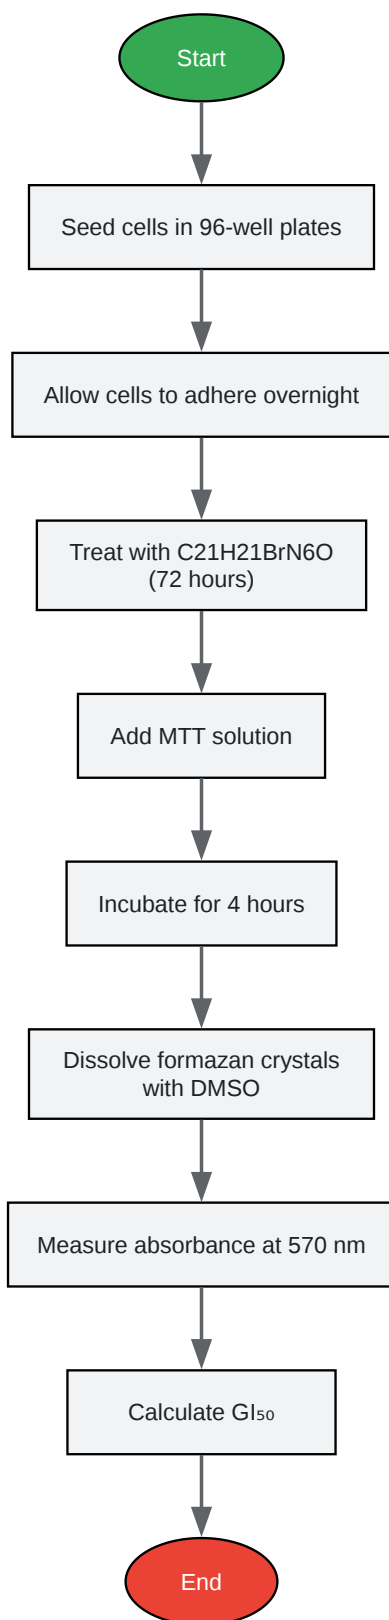 Start
Seed cells in 96-well plates
Allow cells to adhere overnight
Treat with C21H21BrN6O
(72 hours)
Add MTT solution
Incubate for 4 hours
Dissolve formazan crystals
with DMSO
Measure absorbance at 570 nm
Calculate GI₅₀
End